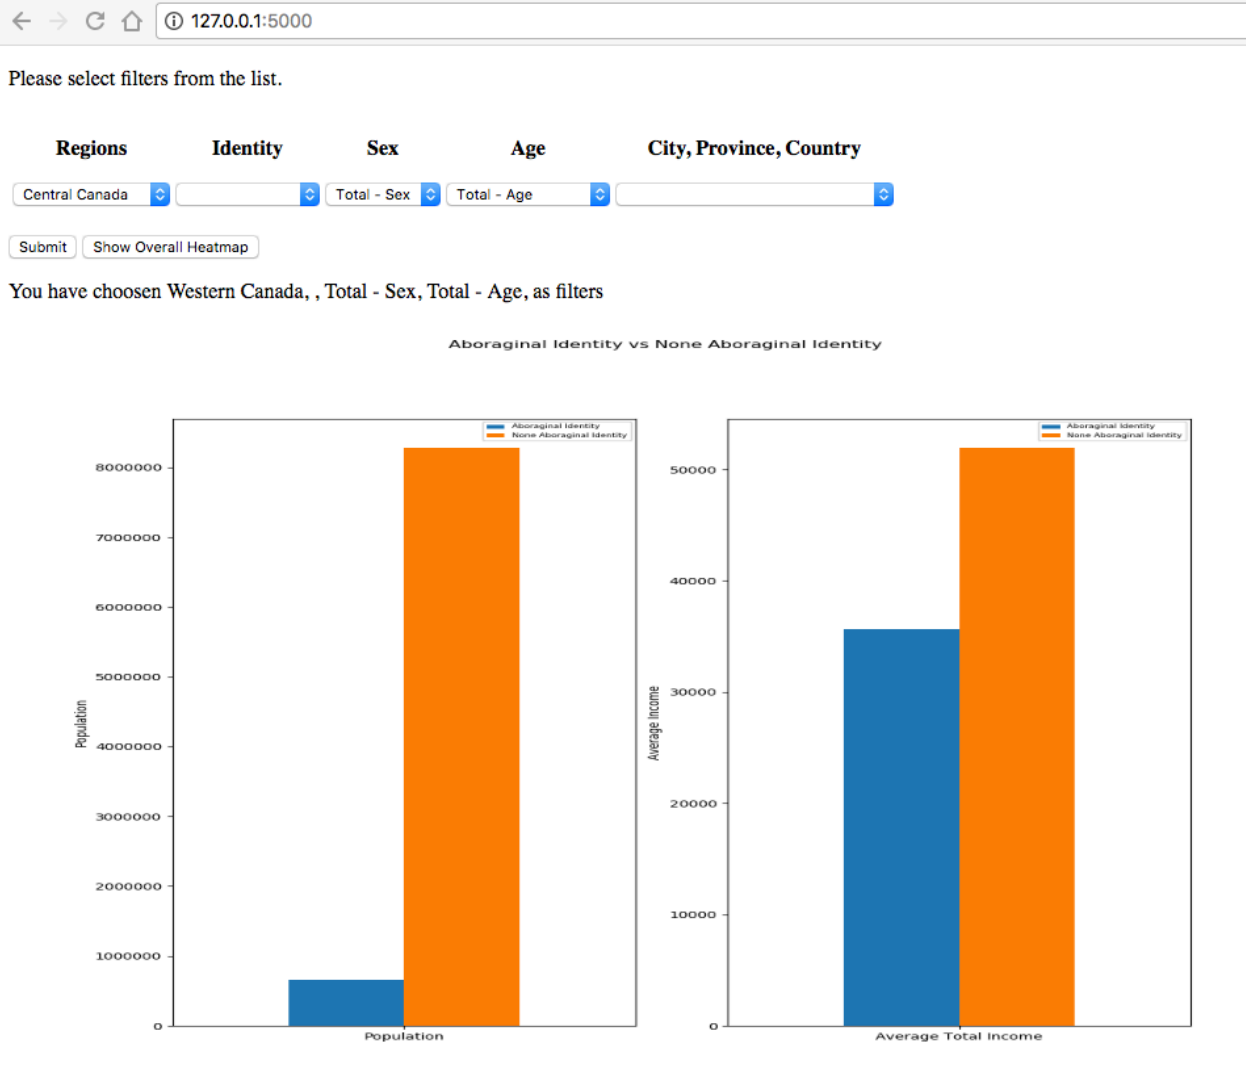 127.0.0.1:5000
Please select filters from the list.
Regions Identity Sex Age City, Province, Country
Central Canada Total - Sex Total - Age
Submit Show Overall Heatmap
You have choosen Western Canada, , Total - Sex, Total - Age, as filters
Aboraginal Identity vs None Aboraginal Identity
Aboraginal Identity
None Aboraginal Identity
8000000
7000000
6000000
5000000
4000000
3000000
2000000
1000000
0
Population
Population
Aboraginal Identity
None Aboraginal Identity
50000
40000
30000
20000
10000
0
Average Income
Average Total Income